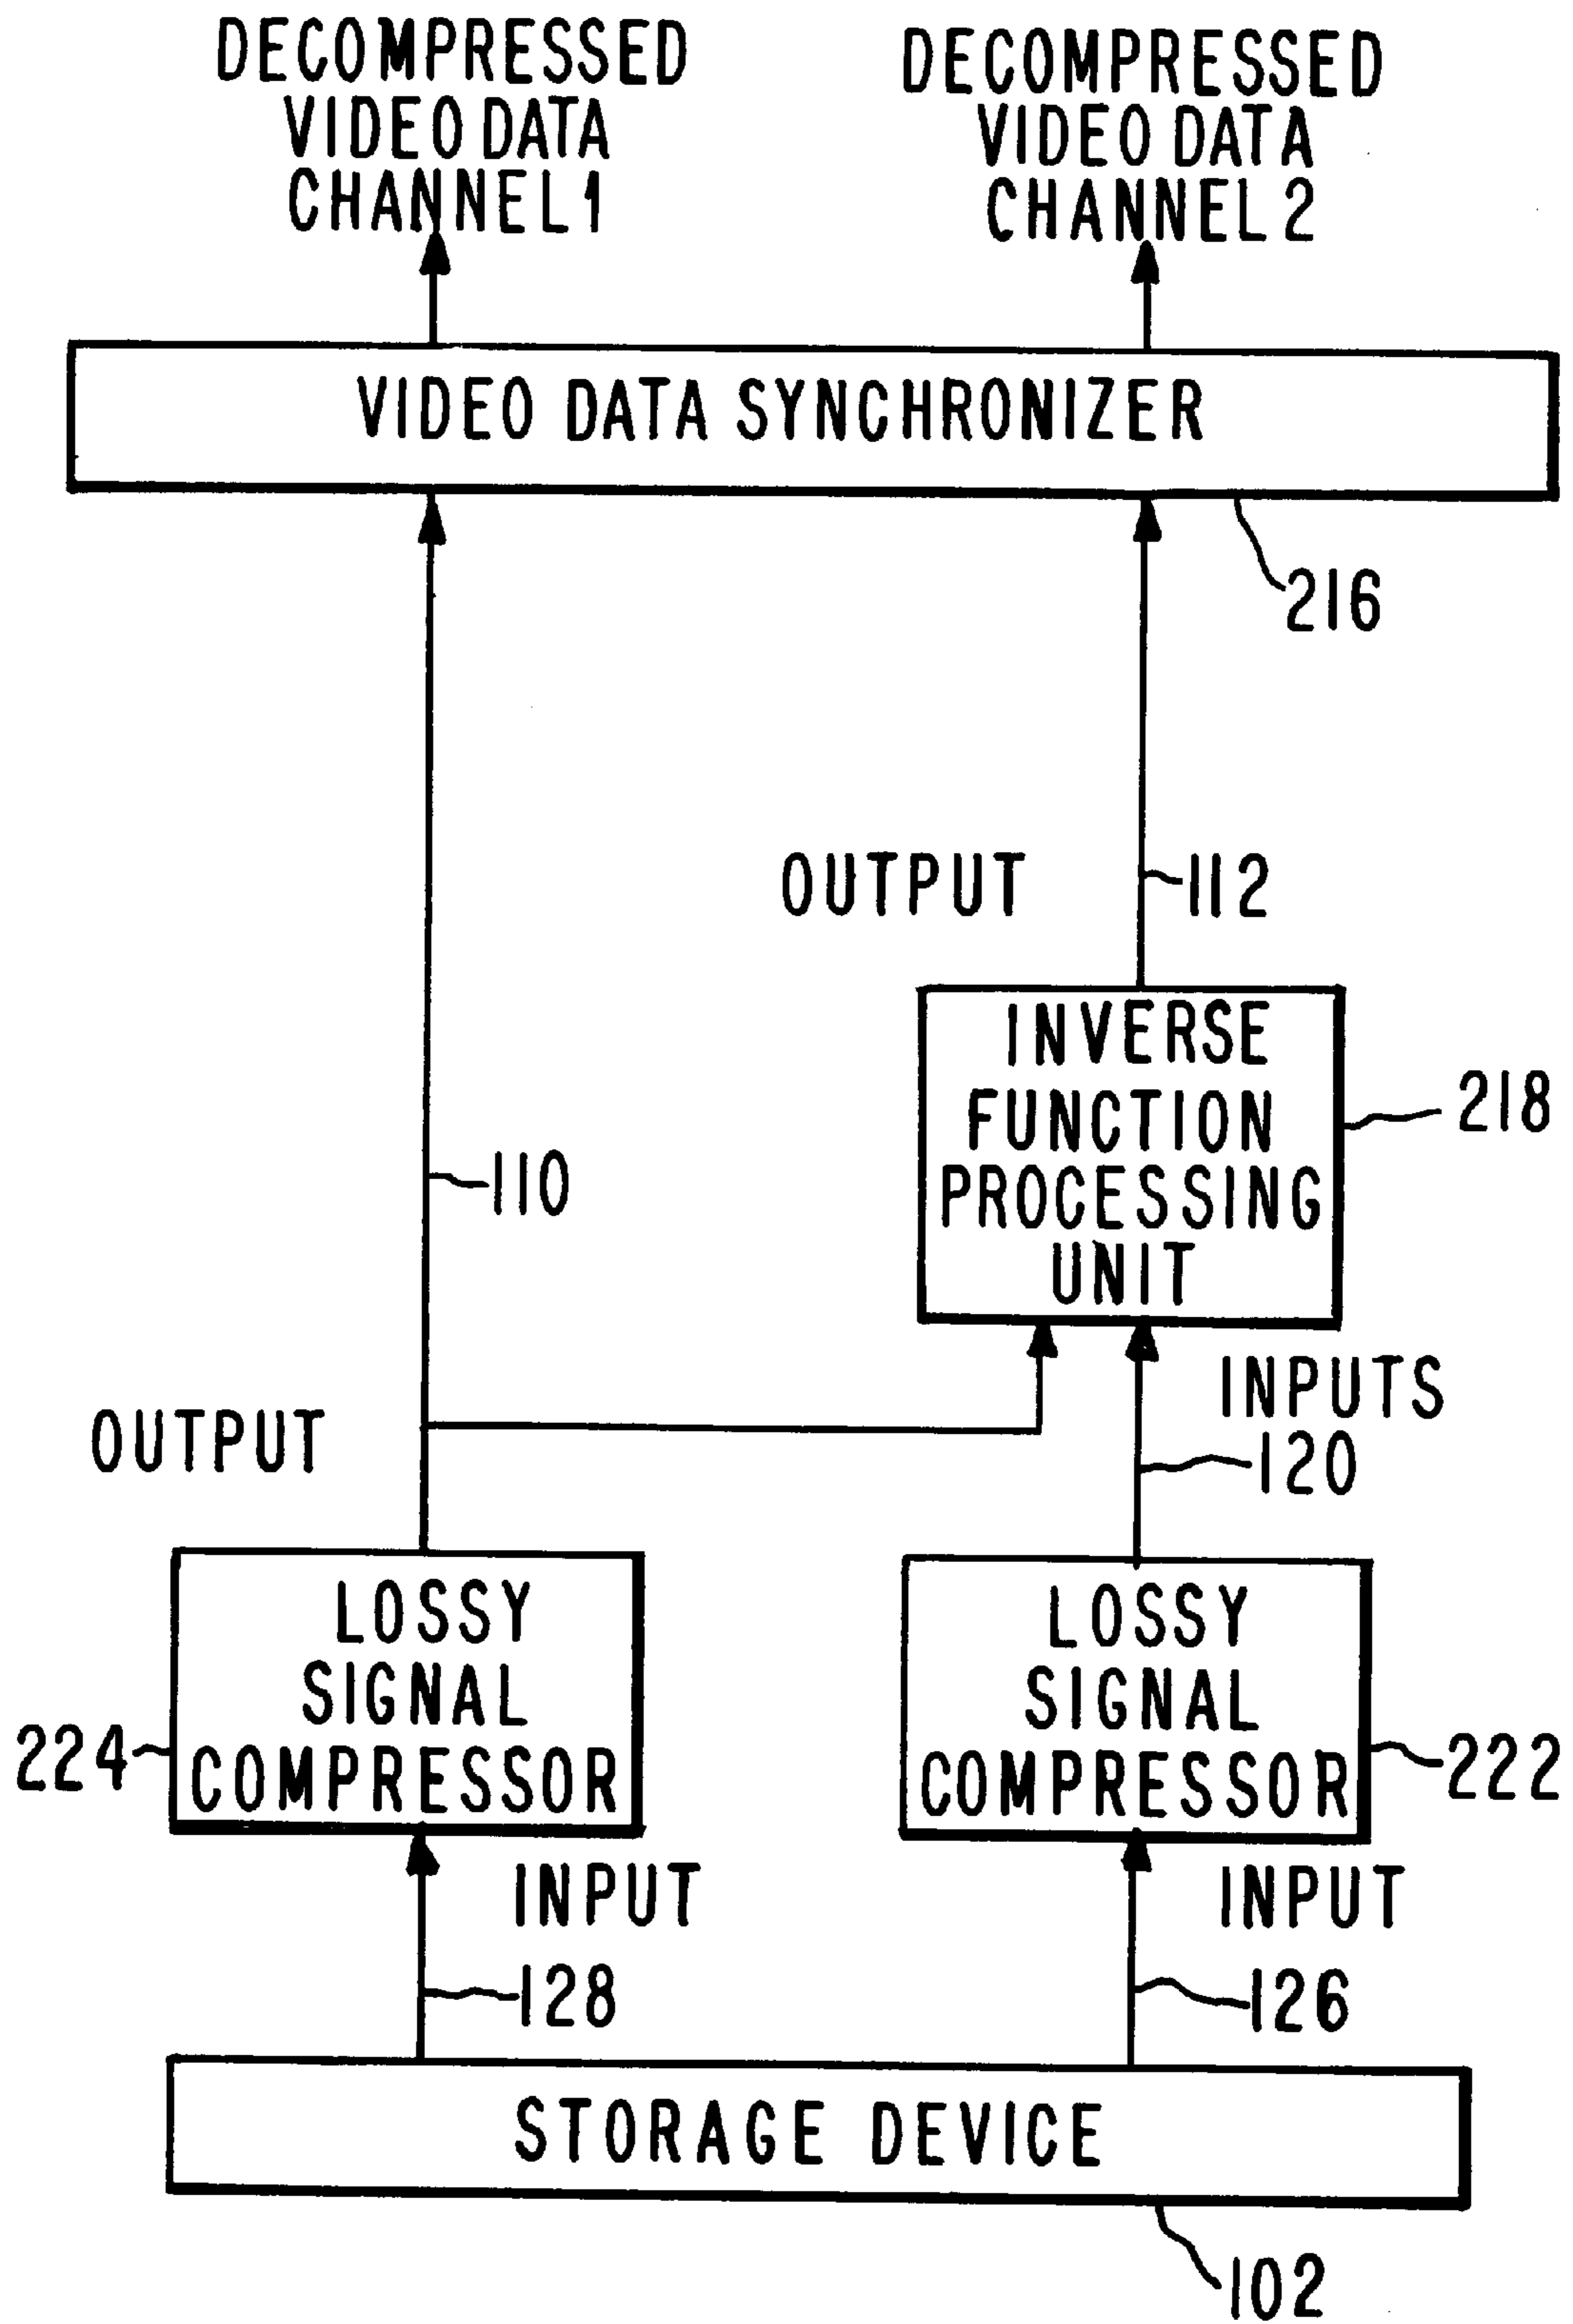 DECOMPRESSED
VIDEO DATA
CHANNEL 1
DECOMPRESSED
VIDEO DATA
CHANNEL 2
VIDEO DATA SYNCHRONIZER
216
OUTPUT
112
INVERSE
FUNCTION
PROCESSING
UNIT
218
110
INPUTS
120
OUTPUT
LOSSY
SIGNAL
COMPRESSOR
224
LOSSY
SIGNAL
COMPRESSOR
222
INPUT
128
INPUT
126
STORAGE DEVICE
102